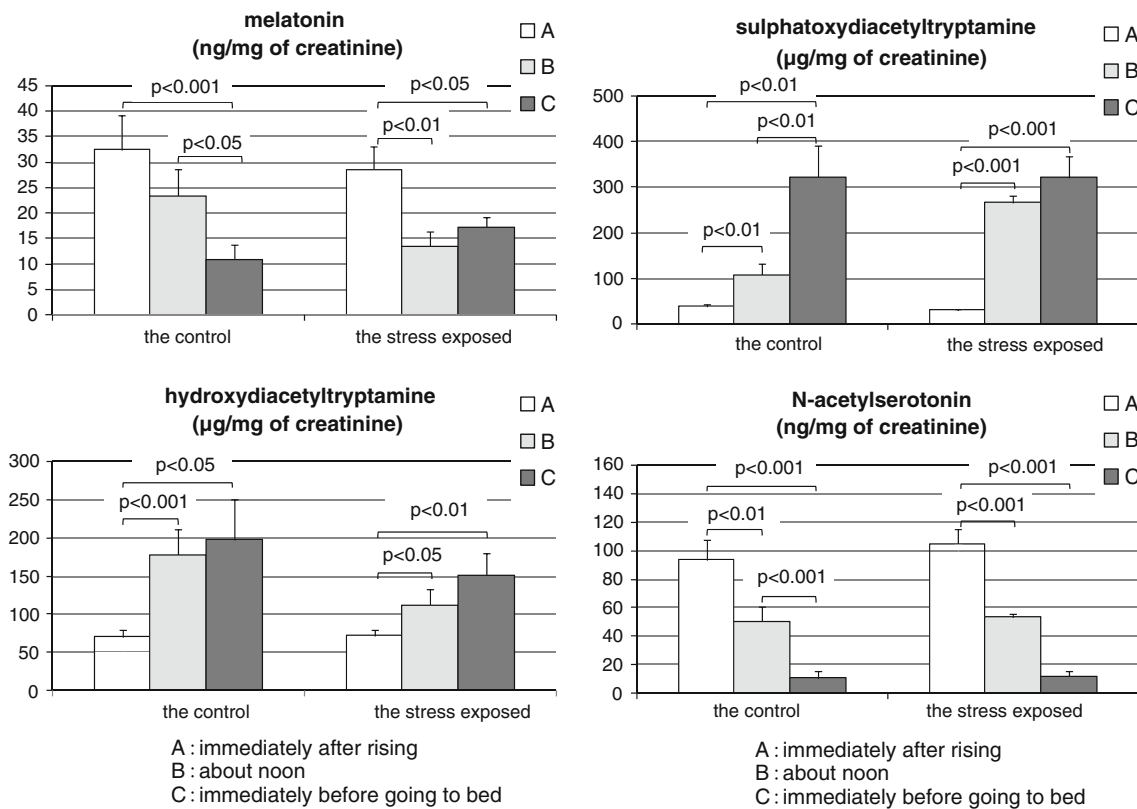 melatonin
(ng/mg of creatinine)
A
B
C
45
40
35
30
25
20
15
10
5
0
p<0.001
p<0.05
p<0.05
p<0.01
the control
the stress exposed
sulphatoxydiacetyltryptamine
(µg/mg of creatinine)
A
B
C
500
400
300
200
100
0
p<0.01
p<0.01
p<0.01
p<0.001
p<0.001
the control
the stress exposed
hydroxydiacetyltryptamine
(µg/mg of creatinine)
A
B
C
300
250
200
150
100
50
0
p<0.05
p<0.001
p<0.01
p<0.05
the control
the stress exposed
A : immediately after rising
B : about noon
C : immediately before going to bed
N-acetylserotonin
(ng/mg of creatinine)
A
B
C
160
140
120
100
80
60
40
20
0
p<0.001
p<0.01
p<0.001
p<0.001
p<0.001
the control
the stress exposed
A : immediately after rising
B : about noon
C : immediately before going to bed